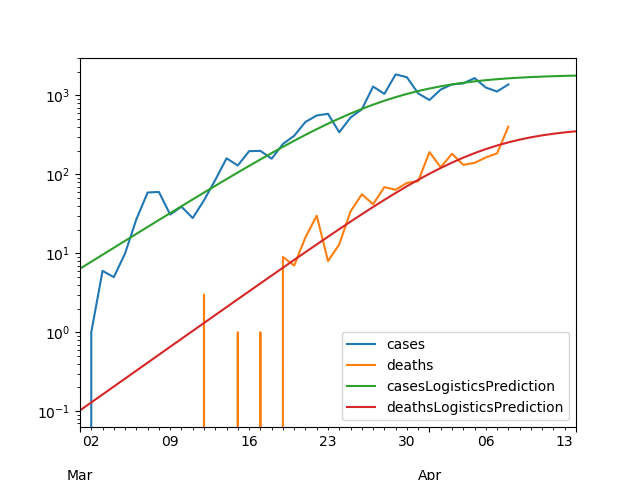 10³
10²
10¹
10⁰
10⁻¹
cases
deaths
casesLogisticsPrediction
deathsLogisticsPrediction
02 09 16 23 30 06 13
Mar Apr